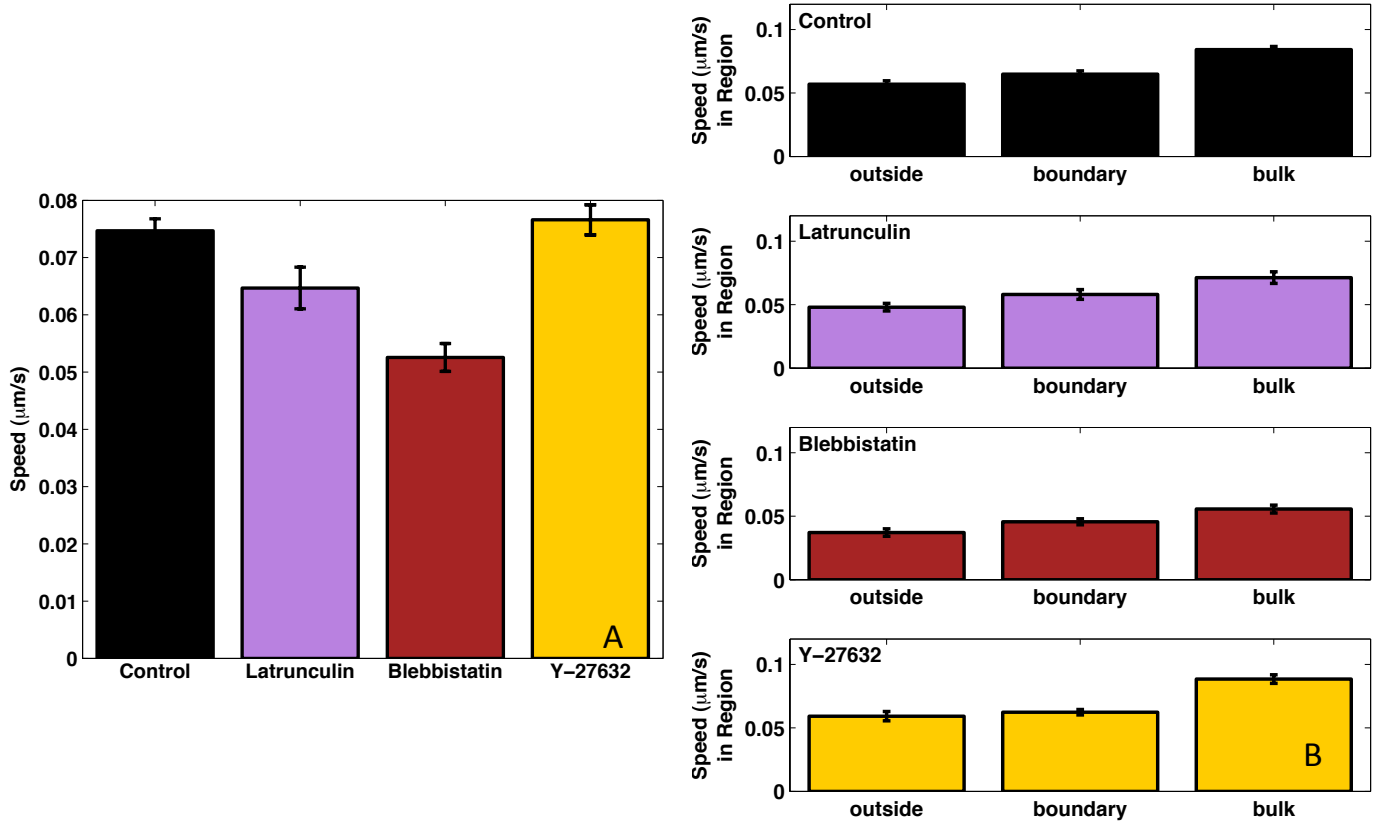 0.08
0.07
0.06
0.05
0.04
0.03
0.02
0.01
0
Speed (μm/s)
Control Latrunculin Blebbistatin Y−27632
A
Control
0.1
0.05
0
Speed (μm/s)
in Region
outside boundary bulk
Latrunculin
0.1
0.05
0
Speed (μm/s)
in Region
outside boundary bulk
Blebbistatin
0.1
0.05
0
Speed (μm/s)
in Region
outside boundary bulk
Y−27632
0.1
0.05
0
Speed (μm/s)
in Region
B
outside boundary bulk